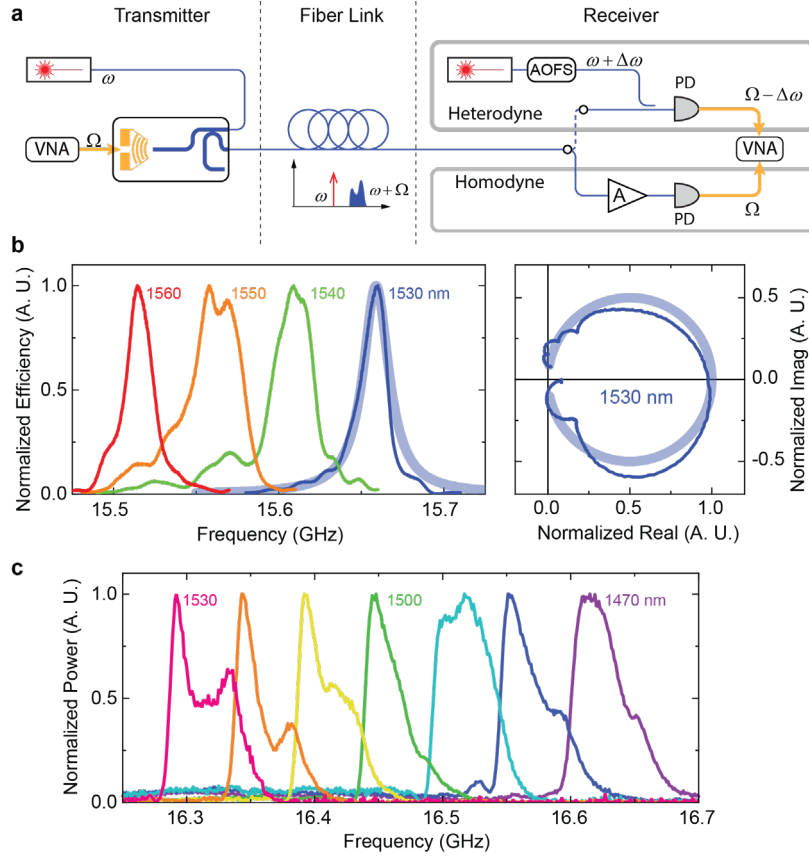 a
Transmitter
Fiber Link
Receiver
ω
VNA
Ω
ω
ω+Ω
AOFS
ω+Δω
PD
Heterodyne
Ω−Δω
VNA
Homodyne
A
PD
Ω
b
Normalized Efficiency (A. U.)
1.0
0.5
0.0
1560
1550
1540
1530 nm
15.5
15.6
15.7
Frequency (GHz)
1530 nm
0.5
0.0
-0.5
Normalized Imag (A. U.)
0.0
0.5
1.0
Normalized Real (A. U.)
c
Normalized Power (A. U.)
1.0
0.5
0.0
1530
1500
1470 nm
16.3
16.4
16.5
16.6
16.7
Frequency (GHz)